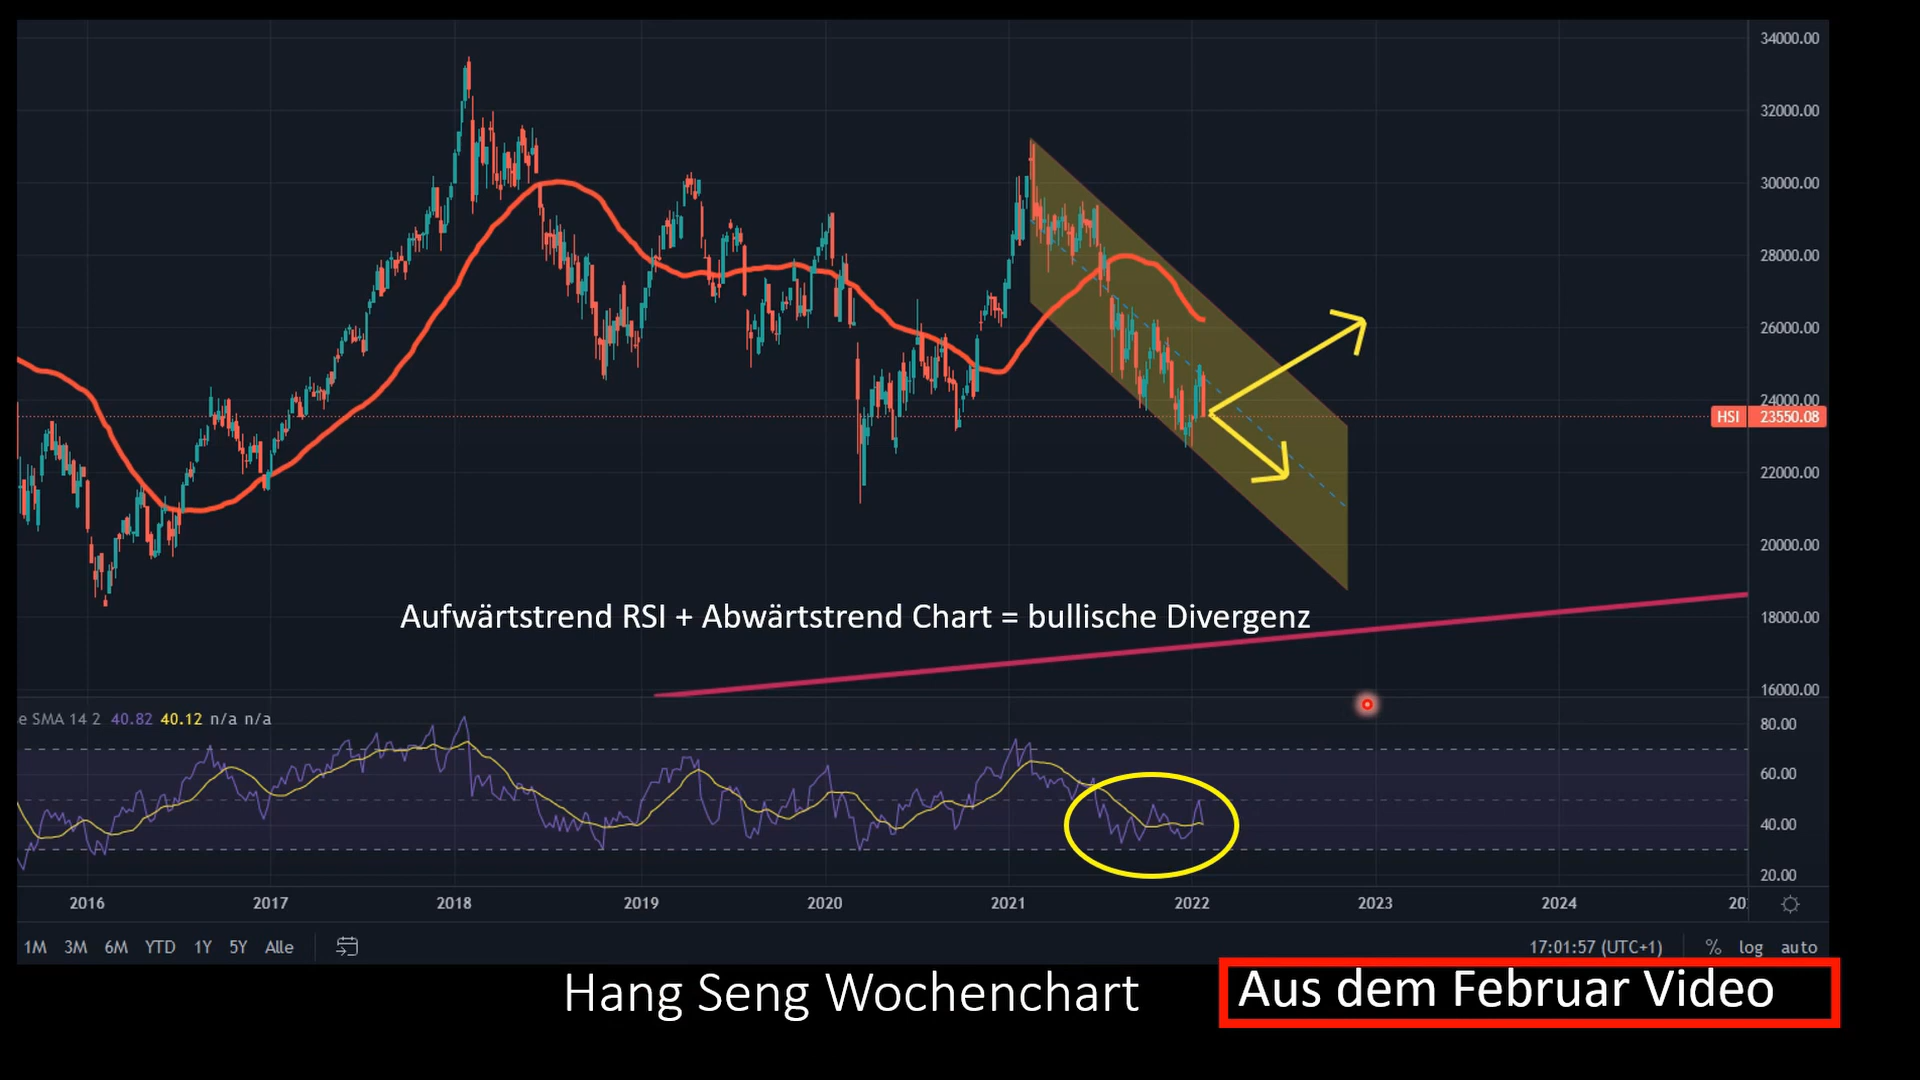 34000.00
32000.00
30000.00
28000.00
26000.00
24000.00
HSI 23550.08
22000.00
20000.00
Aufwärtstrend RSI + Abwärtstrend Chart = bullische Divergenz
18000.00
16000.00
e SMA 14 2 40.82 40.12 n/a n/a
80.00
60.00
40.00
20.00
2016 2017 2018 2019 2020 2021 2022 2023 2024 20
1M 3M 6M YTD 1Y 5Y Alle 17:01:57 (UTC+1) % log auto
Hang Seng Wochenchart Aus dem Februar Video